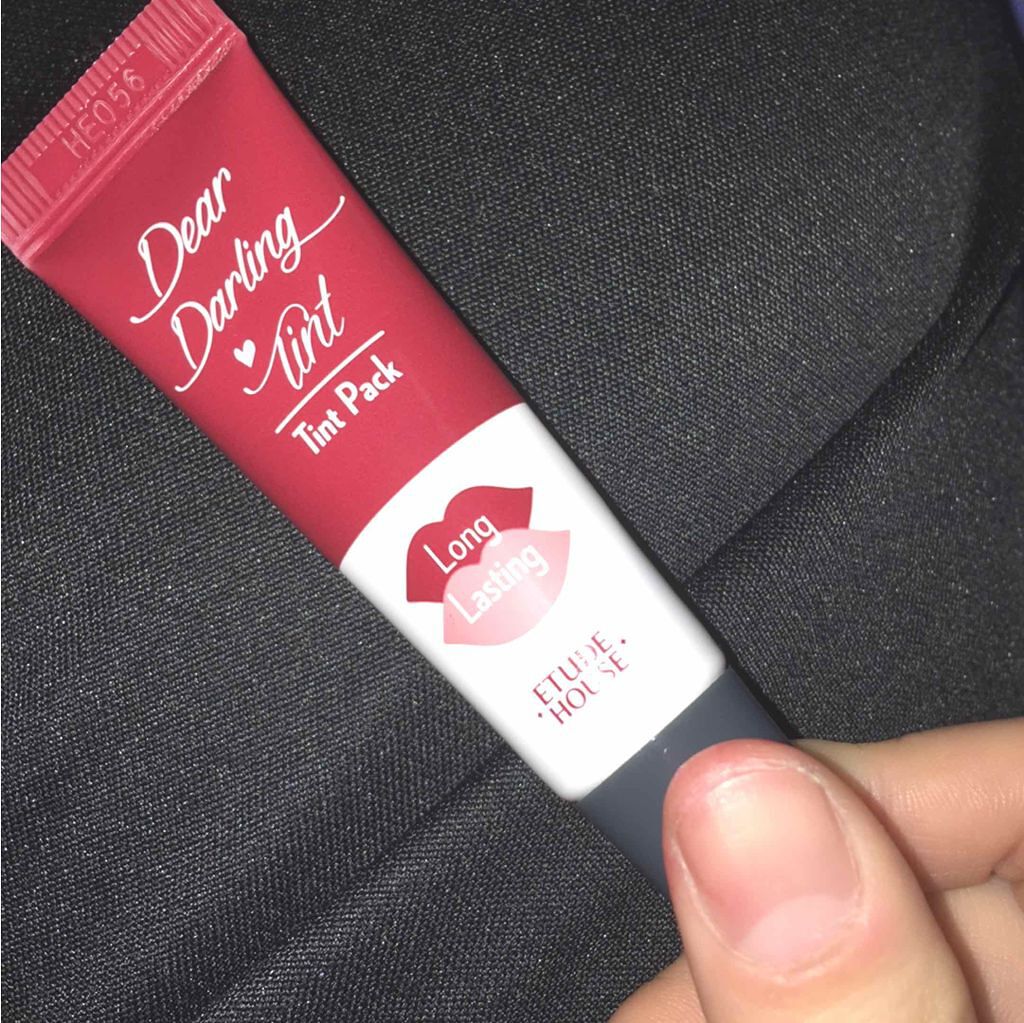 HE056
Dear
Darling
Tint
Tint Pack
Long
Lasting
ETUDE
HOUSE